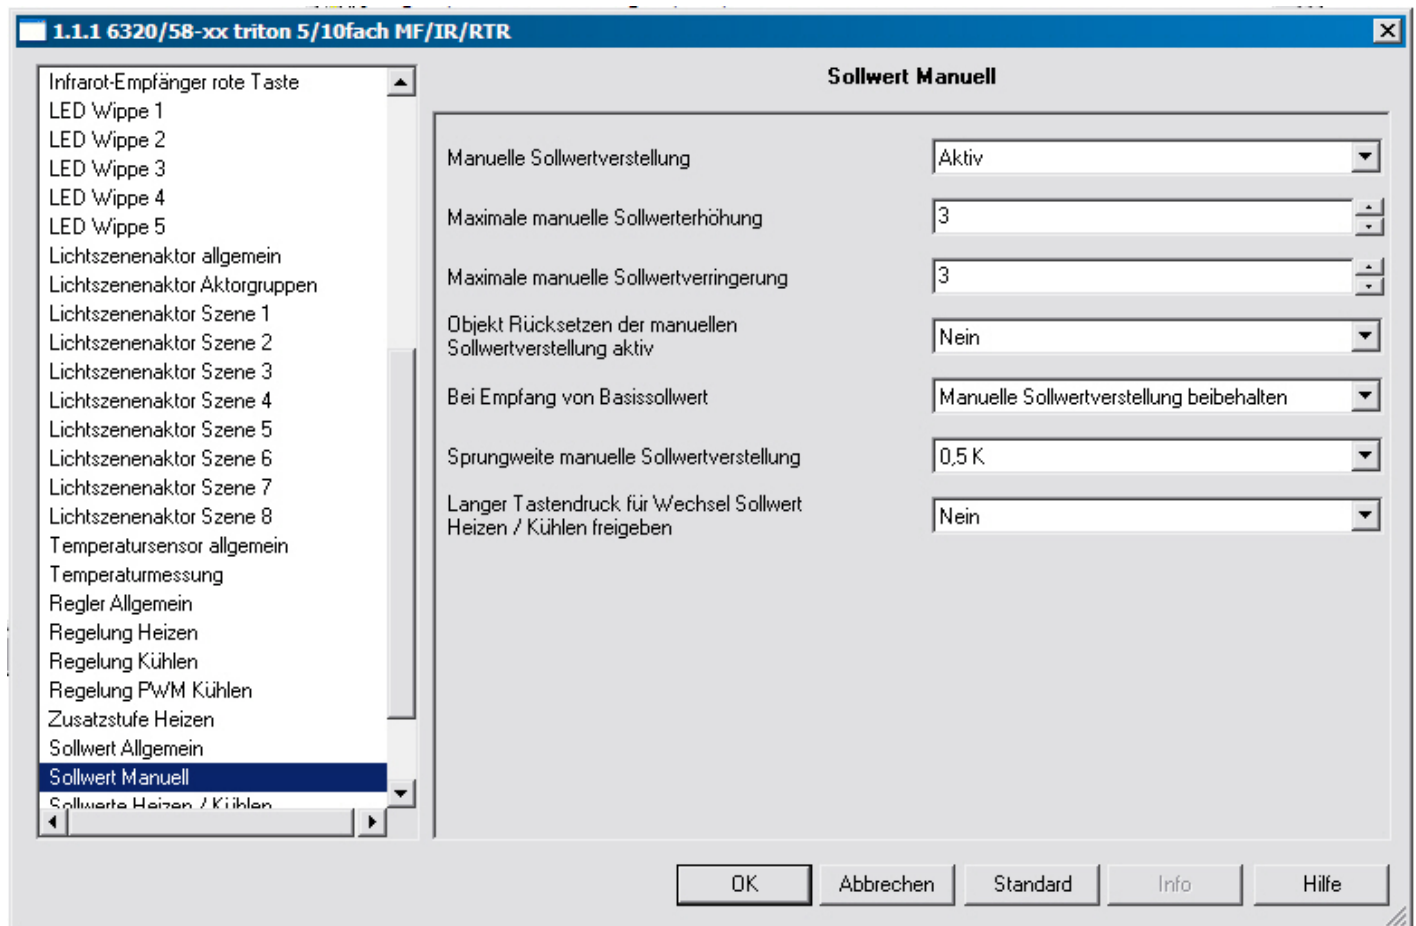 1.1.1 6320/58-xx triton 5/10fach MF/IR/RTR
Infrarot-Empfänger rote Taste
LED Wippe 1
LED Wippe 2
LED Wippe 3
LED Wippe 4
LED Wippe 5
Lichtszenenaktor allgemein
Lichtszenenaktor Aktorgruppen
Lichtszenenaktor Szene 1
Lichtszenenaktor Szene 2
Lichtszenenaktor Szene 3
Lichtszenenaktor Szene 4
Lichtszenenaktor Szene 5
Lichtszenenaktor Szene 6
Lichtszenenaktor Szene 7
Lichtszenenaktor Szene 8
Temperatursensor allgemein
Temperaturmessung
Regler Allgemein
Regelung Heizen
Regelung Kühlen
Regelung PWM Kühlen
Zusatzstufe Heizen
Sollwert Allgemein
Sollwert Manuell
Sollwerte Heizen / Kühlen
Sollwert Manuell
Manuelle Sollwertverstellung
Aktiv
Maximale manuelle Sollwerterhöhung
3
Maximale manuelle Sollwertverringerung
3
Objekt Rücksetzen der manuellen
Sollwertverstellung aktiv
Nein
Bei Empfang von Basissollwert
Manuelle Sollwertverstellung beibehalten
Sprungweite manuelle Sollwertverstellung
0,5 K
Langer Tastendruck für Wechsel Sollwert
Heizen / Kühlen freigeben
Nein
OK
Abbrechen
Standard
Info
Hilfe